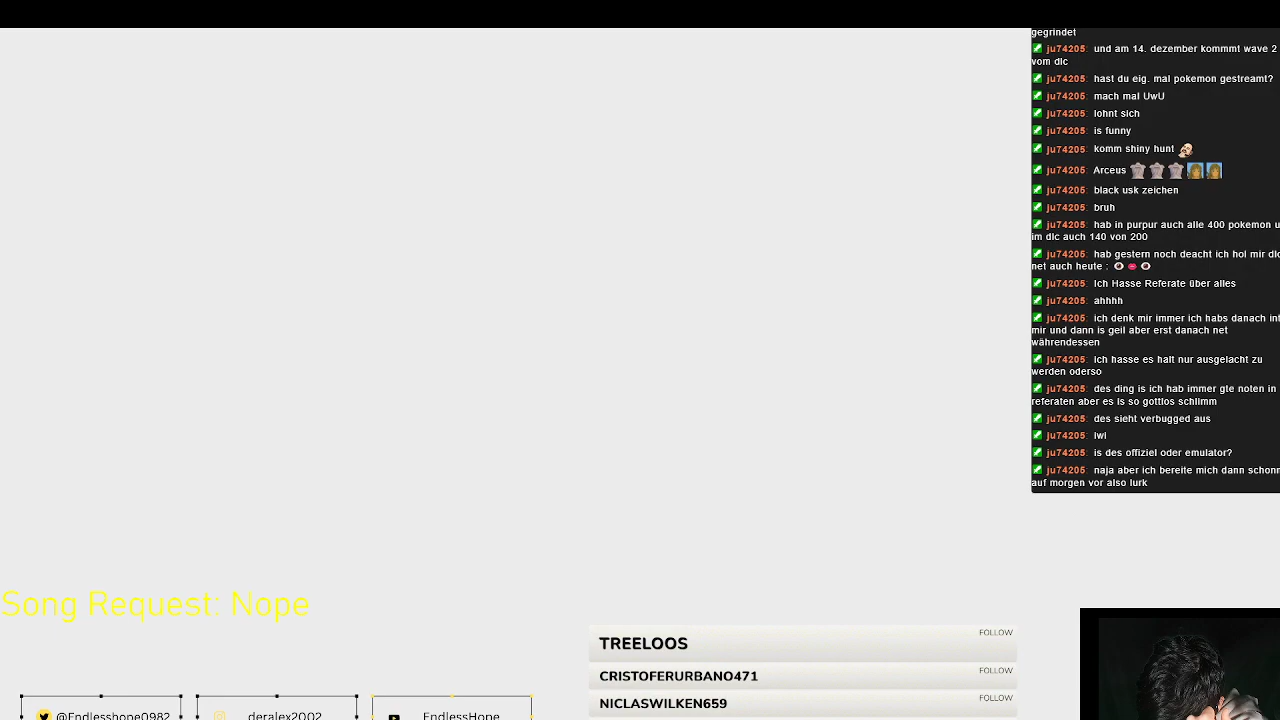 gegrindet
ju74205: und am 14. dezember kommmt wave 2
vom dlc
ju74205: hast du eig. mal pokemon gestreamt?
ju74205: mach mal UwU
ju74205: lohnt sich
ju74205: is funny
ju74205: komm shiny hunt
ju74205: Arceus
ju74205: black usk zeichen
ju74205: bruh
ju74205: hab in purpur auch alle 400 pokemon u
im dlc auch 140 von 200
ju74205: hab gestern noch deacht ich hol mir dlc
net auch heute : 👁 👄 👁
ju74205: Ich Hasse Referate über alles
ju74205: ahhhh
ju74205: ich denk mir immer ich habs danach int
mir und dann is geil aber erst danach net
währendessen
ju74205: Ich hasse es halt nur ausgelacht zu
werden oderso
ju74205: des ding is ich hab immer gte noten in
referaten aber es is so gottlos schlimm
ju74205: des sieht verbugged aus
ju74205: iwi
ju74205: is des offiziel oder emulator?
ju74205: naja aber ich bereite mich dann schonn
auf morgen vor also lurk
Song Request: Nope
TREELOOS FOLLOW
CRISTOFERURBANO471 FOLLOW
NICLASWILKEN659 FOLLOW
@Endlesshope0982 deralex2002 EndlessHope